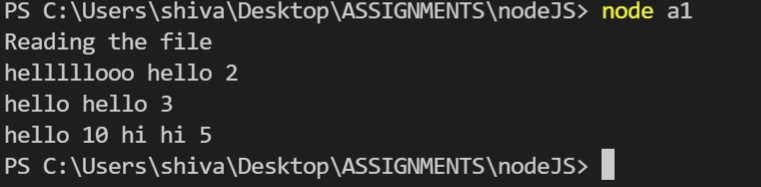 PS C:\Users\shiva\Desktop\ASSIGNMENTS\nodeJS> node a1
Reading the file
helllllooo hello 2
hello hello 3
hello 10 hi hi 5
PS C:\Users\shiva\Desktop\ASSIGNMENTS\nodeJS>